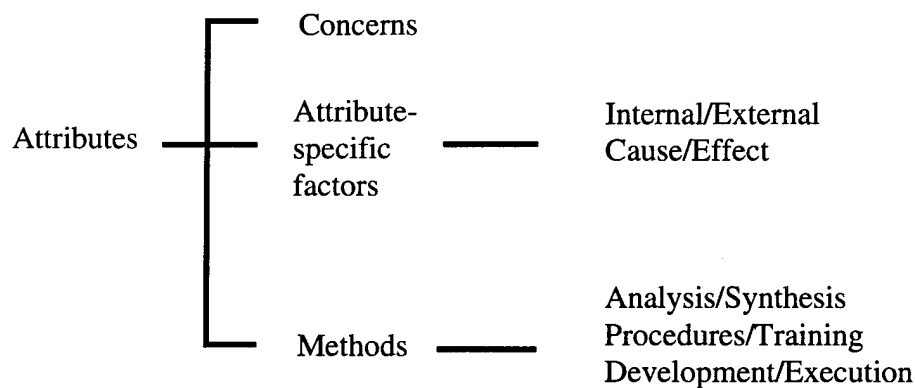 Concerns
Attributes
Attribute-
specific
factors
Internal/External
Cause/Effect
Methods
Analysis/Synthesis
Procedures/Training
Development/Execution